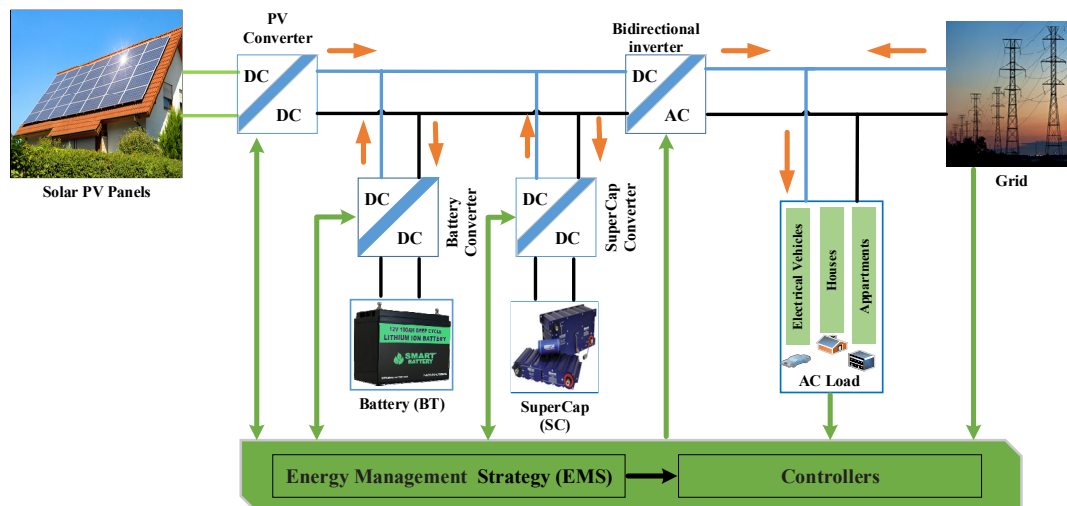 PV
Converter
Bidirectional
inverter
DC
DC
DC
AC
Solar PV Panels
Grid
DC
DC
Battery
Converter
DC
DC
SuperCap
Converter
Electrical Vehicles
Houses
Appartments
12V 100AH DEEP CYCLE
LITHIUM ION BATTERY
SMART
BATTERY
AC Load
Battery (BT)
SuperCap
(SC)
Energy Management Strategy (EMS)
Controllers